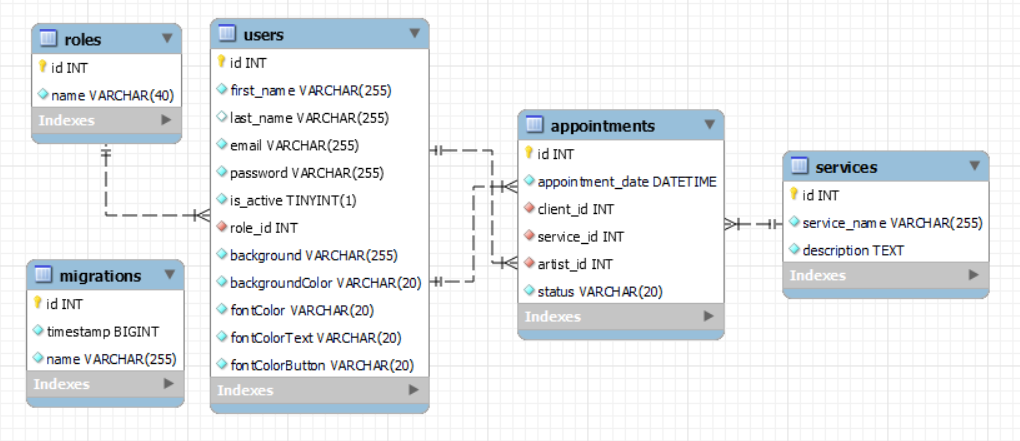 roles
id INT
name VARCHAR(40)
Indexes
users
id INT
first_name VARCHAR(255)
last_name VARCHAR(255)
email VARCHAR(255)
password VARCHAR(255)
is_active TINYINT(1)
role_id INT
background VARCHAR(255)
backgroundColor VARCHAR(20)
fontColor VARCHAR(20)
fontColorText VARCHAR(20)
fontColorButton VARCHAR(20)
Indexes
migrations
id INT
timestamp BIGINT
name VARCHAR(255)
Indexes
appointments
id INT
appointment_date DATETIME
client_id INT
service_id INT
artist_id INT
status VARCHAR(20)
Indexes
services
id INT
service_name VARCHAR(255)
description TEXT
Indexes